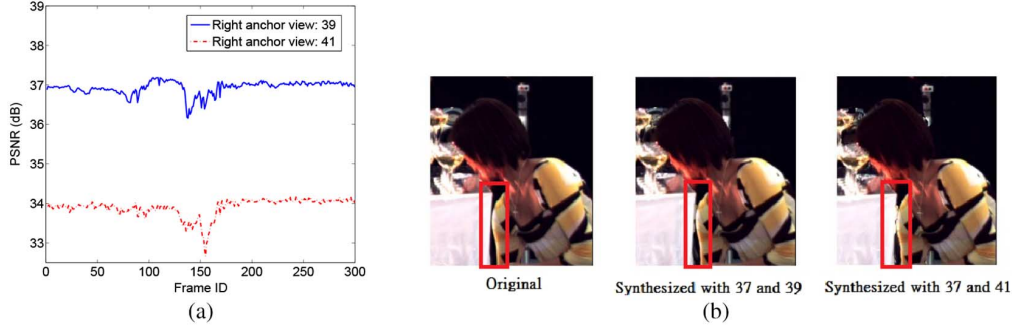 39
38
37
36
35
34
33
PSNR (dB)
Right anchor view: 39
Right anchor view: 41
0 50 100 150 200 250 300
Frame ID
(a)
Original
Synthesized with 37 and 39
Synthesized with 37 and 41
(b)